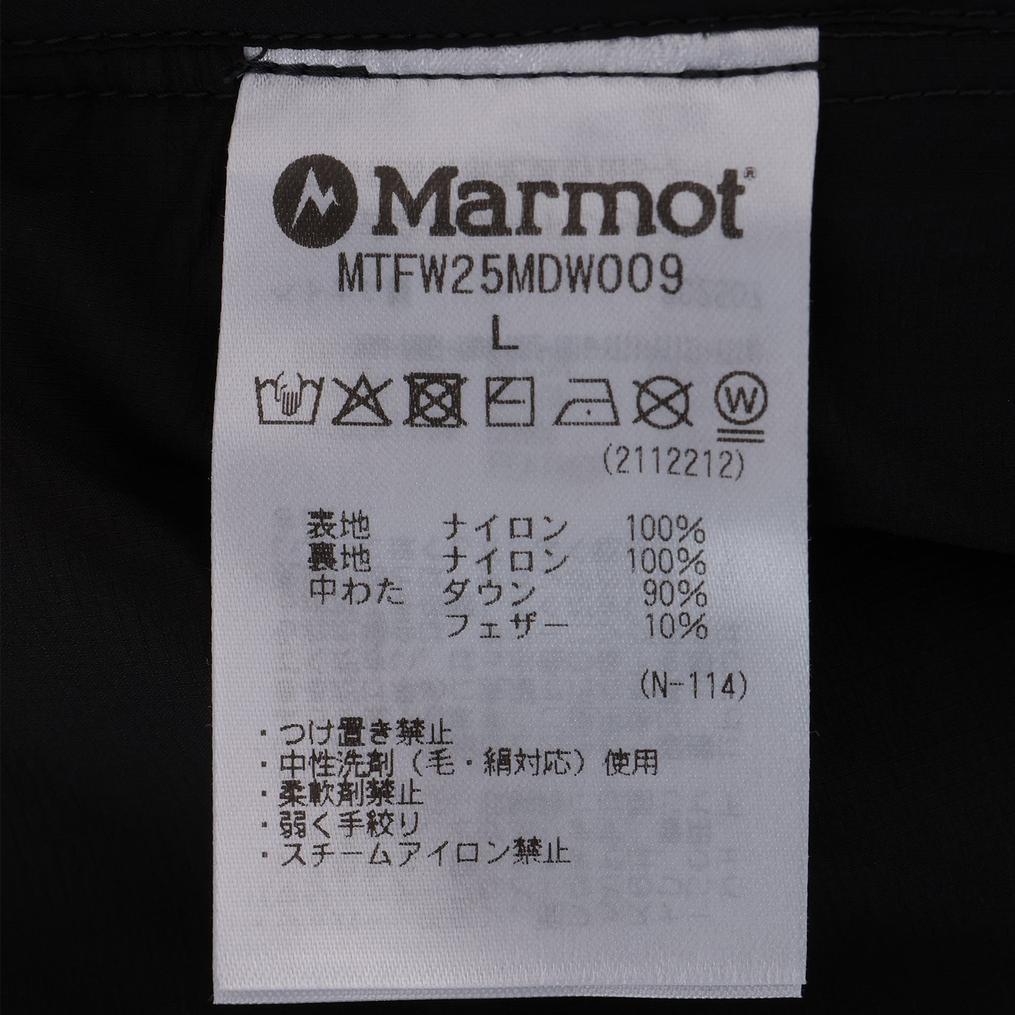 Marmot®
MTFW25MDW009
L
W
(2112212)
表地 ナイロン 100%
裏地 ナイロン 100%
中わた ダウン 90%
フェザー 10%
(N-114)
・つけ置き禁止
・中性洗剤（毛・絹対応）使用
・柔軟剤禁止
・弱く手絞り
・スチームアイロン禁止